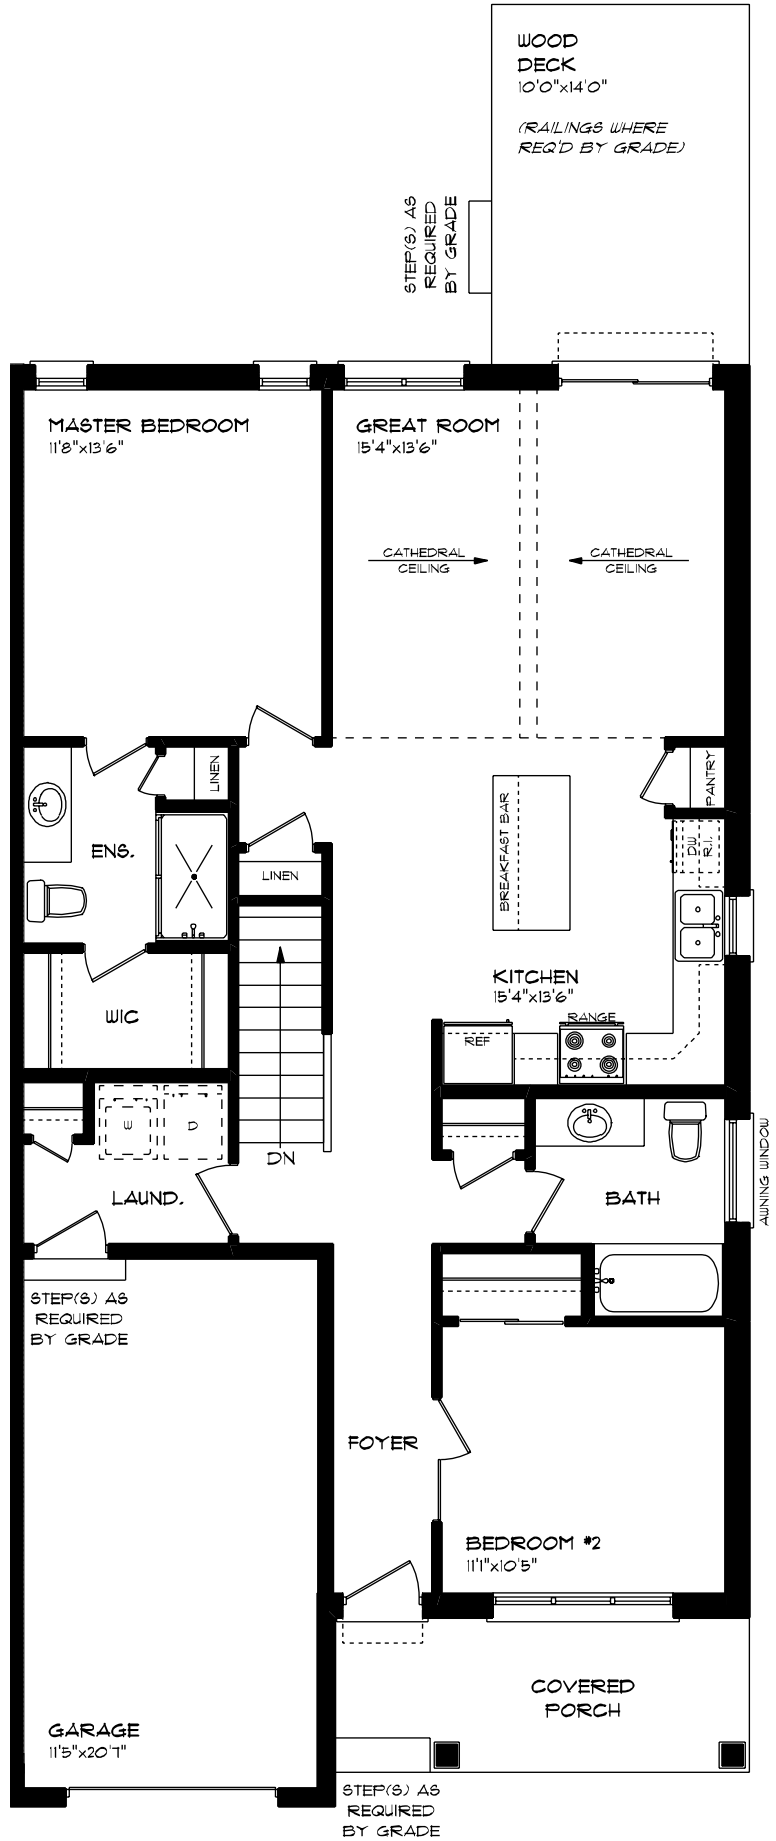 WOOD
DECK
10'0"x14'0"
(RAILINGS WHERE
REQ'D BY GRADE)
STEP(S) AS
REQUIRED
BY GRADE
MASTER BEDROOM
11'8"x13'6"
GREAT ROOM
15'4"x13'6"
CATHEDRAL
CEILING
CATHEDRAL
CEILING
LINEN
PANTRY
BREAKFAST BAR
ENS.
DW
R.I.
LINEN
KITCHEN
15'4"x13'6"
WIC
RANGE
REF
W
D
DN
LAUND.
BATH
AWNING WINDOW
STEP(S) AS
REQUIRED
BY GRADE
FOYER
BEDROOM #2
11'1"x10'5"
COVERED
PORCH
GARAGE
11'5"x20'7"
STEP(S) AS
REQUIRED
BY GRADE